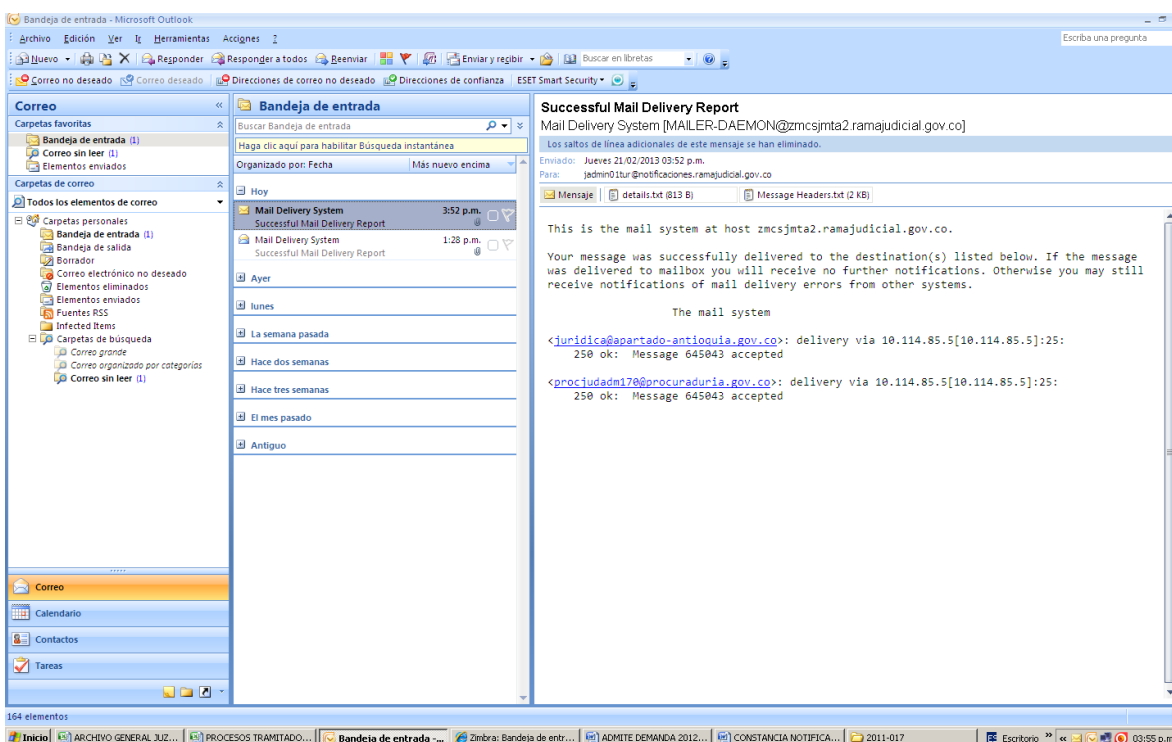 Bandeja de entrada - Microsoft Outlook
Archivo Edición Ver Ir Herramientas Acciones ?
Escriba una pregunta
Nuevo Responder Responder a todos Reenviar Enviar y recibir Buscar en libretas
Correo no deseado Correo deseado Direcciones de correo no deseado Direcciones de confianza ESET Smart Security
Correo «
Carpetas favoritas
Bandeja de entrada (1)
Correo sin leer (1)
Elementos enviados
Carpetas de correo
Todos los elementos de correo
Carpetas personales
Bandeja de entrada (1)
Bandeja de salida
Borrador
Correo electrónico no deseado
Elementos eliminados
Elementos enviados
Fuentes RSS
Infected Items
Carpetas de búsqueda
Correo grande
Correo organizado por categorías
Correo sin leer (1)
Correo
Calendario
Contactos
Tareas
Bandeja de entrada
Buscar Bandeja de entrada
Haga clic aquí para habilitar Búsqueda instantánea
Organizado por: Fecha Más nuevo encima
Hoy
Mail Delivery System 3:52 p.m.
Successful Mail Delivery Report
Mail Delivery System 1:28 p.m.
Successful Mail Delivery Report
Ayer
lunes
La semana pasada
Hace dos semanas
Hace tres semanas
El mes pasado
Antiguo
Successful Mail Delivery Report
Mail Delivery System [MAILER-DAEMON@zmcsjmta2.ramajudicial.gov.co]
Los saltos de línea adicionales de este mensaje se han eliminado.
Enviado: Jueves 21/02/2013 03:52 p.m.
Para: jadmin01tur@notificaciones.ramajudicial.gov.co
Mensaje details.txt (813 B) Message Headers.txt (2 KB)
This is the mail system at host zmcsjmta2.ramajudicial.gov.co.
Your message was successfully delivered to the destination(s) listed below. If the message
was delivered to mailbox you will receive no further notifications. Otherwise you may still
receive notifications of mail delivery errors from other systems.
The mail system
<juridica@apartado-antioquia.gov.co>: delivery via 10.114.85.5[10.114.85.5]:25:
250 ok: Message 645043 accepted
<procjudadm170@procuraduria.gov.co>: delivery via 10.114.85.5[10.114.85.5]:25:
250 ok: Message 645043 accepted
164 elementos
Inicio ARCHIVO GENERAL JUZ... PROCESOS TRAMITADO... Bandeja de entrada -... Zimbra: Bandeja de entr... ADMITE DEMANDA 2012... CONSTANCIA NOTIFICA... 2011-017 ES Escritorio » « 03:55 p.m